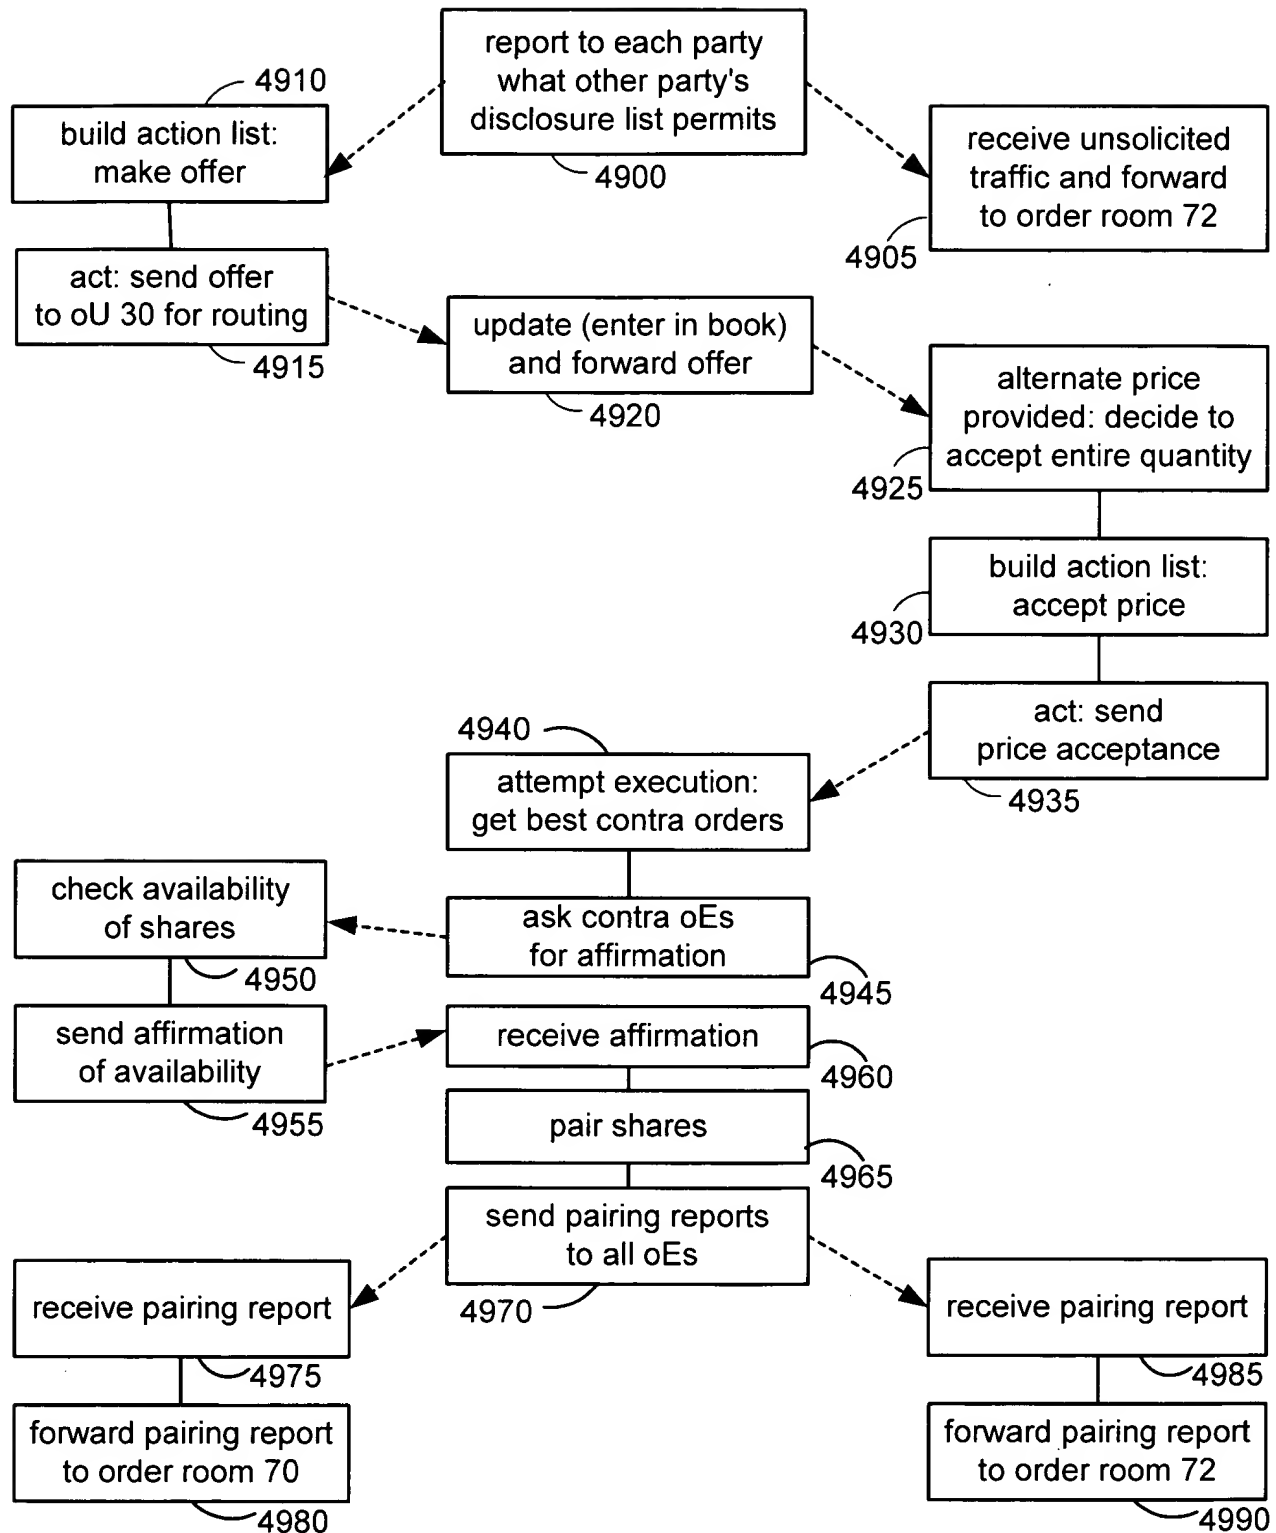 report to each party
what other party's
disclosure list permits
4900
4910
build action list:
make offer
receive unsolicited
traffic and forward
to order room 72
4905
act: send offer
to oU 30 for routing
4915
update (enter in book)
and forward offer
4920
alternate price
provided: decide to
accept entire quantity
4925
build action list:
accept price
4930
act: send
price acceptance
4935
4940
attempt execution:
get best contra orders
ask contra oEs
for affirmation
4945
check availability
of shares
4950
send affirmation
of availability
4955
receive affirmation
4960
pair shares
4965
send pairing reports
to all oEs
4970
receive pairing report
4975
forward pairing report
to order room 70
4980
receive pairing report
4985
forward pairing report
to order room 72
4990